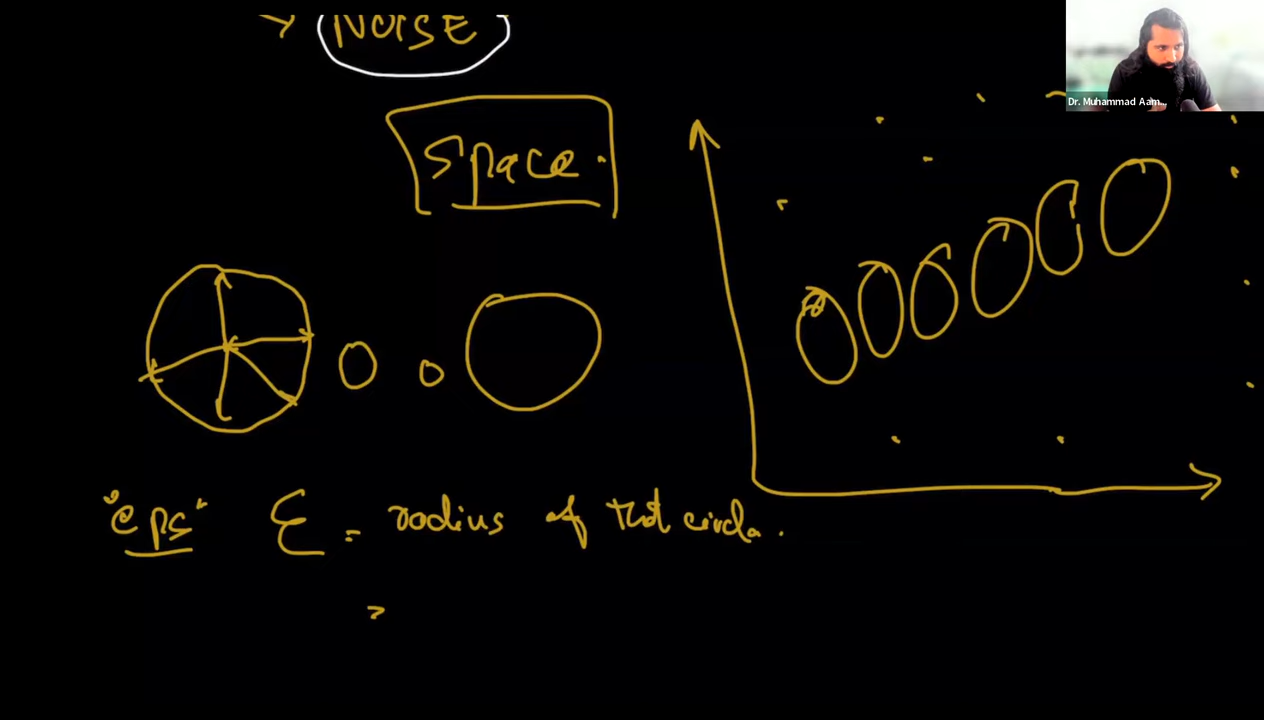 → NOISE
Dr. Muhammad Aam...
Space.
"eps" Ɛ = radius of that circle.